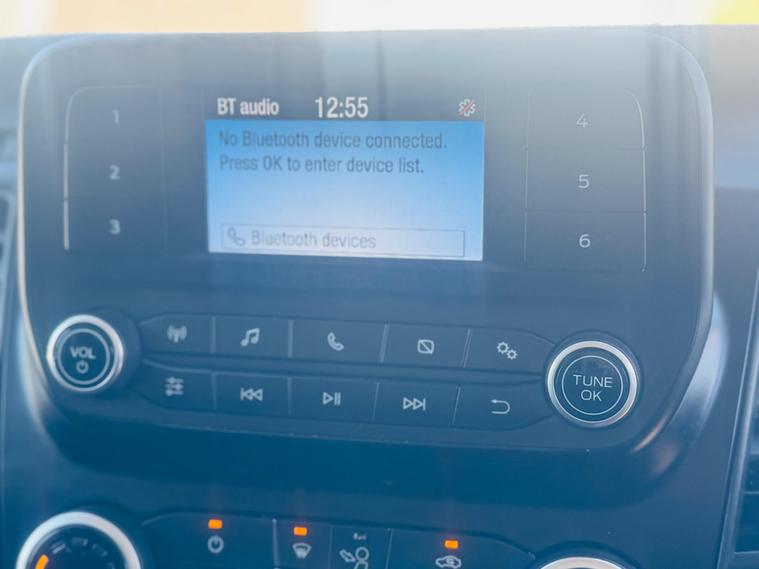 BT audio 12:55
No Bluetooth device connected.
Press OK to enter device list.
Bluetooth devices
1
2
3
4
5
6
VOL
TUNE
OK